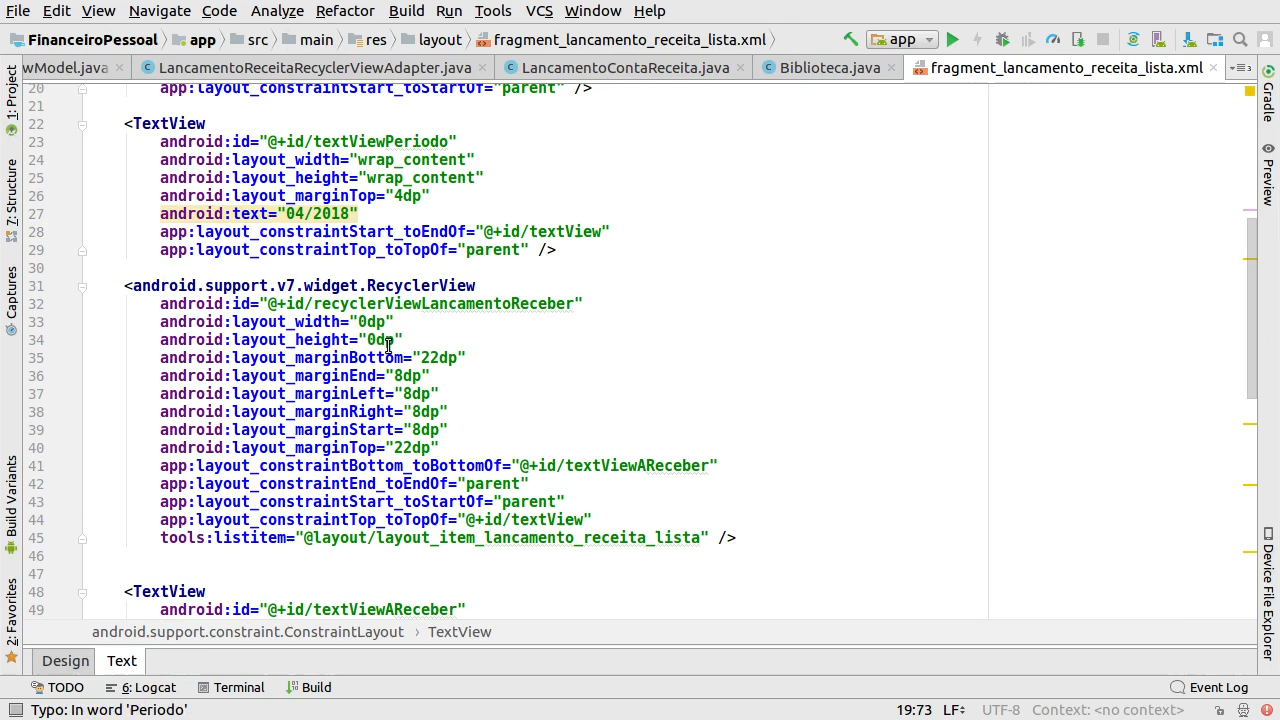 File Edit View Navigate Code Analyze Refactor Build Run Tools VCS Window Help
FinanceiroPessoal app src main res layout fragment_lancamento_receita_lista.xml app
wModel.java LancamentoReceitaRecyclerViewAdapter.java LancamentoContaReceita.java Biblioteca.java fragment_lancamento_receita_lista.xml
20 app:layout_constraintStart_toStartOf="parent" />
21
22 <TextView
23 android:id="@+id/textViewPeriodo"
24 android:layout_width="wrap_content"
25 android:layout_height="wrap_content"
26 android:layout_marginTop="4dp"
27 android:text="04/2018"
28 app:layout_constraintStart_toEndOf="@+id/textView"
29 app:layout_constraintTop_toTopOf="parent" />
30
31 <android.support.v7.widget.RecyclerView
32 android:id="@+id/recyclerViewLancamentoReceber"
33 android:layout_width="0dp"
34 android:layout_height="0dp"
35 android:layout_marginBottom="22dp"
36 android:layout_marginEnd="8dp"
37 android:layout_marginLeft="8dp"
38 android:layout_marginRight="8dp"
39 android:layout_marginStart="8dp"
40 android:layout_marginTop="22dp"
41 app:layout_constraintBottom_toBottomOf="@+id/textViewAReceber"
42 app:layout_constraintEnd_toEndOf="parent"
43 app:layout_constraintStart_toStartOf="parent"
44 app:layout_constraintTop_toTopOf="@+id/textView"
45 tools:listitem="@layout/layout_item_lancamento_receita_lista" />
46
47
48 <TextView
49 android:id="@+id/textViewAReceber"
android.support.constraint.ConstraintLayout › TextView
Design Text
TODO 6: Logcat Terminal Build Event Log
Typo: In word 'Periodo' 19:73 LF UTF-8 Context: <no context>
1: Project
7: Structure
Captures
Build Variants
2: Favorites
Gradle
Preview
Device File Explorer